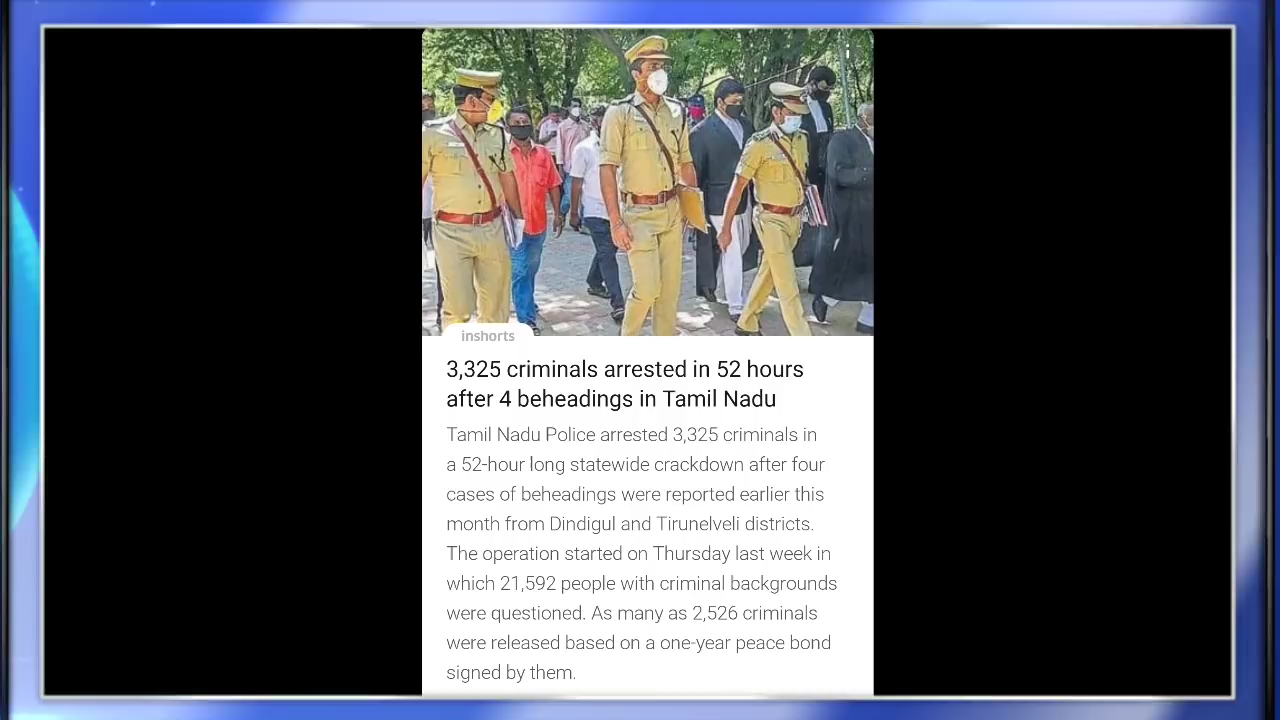 inshorts
3,325 criminals arrested in 52 hours
after 4 beheadings in Tamil Nadu
Tamil Nadu Police arrested 3,325 criminals in
a 52-hour long statewide crackdown after four
cases of beheadings were reported earlier this
month from Dindigul and Tirunelveli districts.
The operation started on Thursday last week in
which 21,592 people with criminal backgrounds
were questioned. As many as 2,526 criminals
were released based on a one-year peace bond
signed by them.